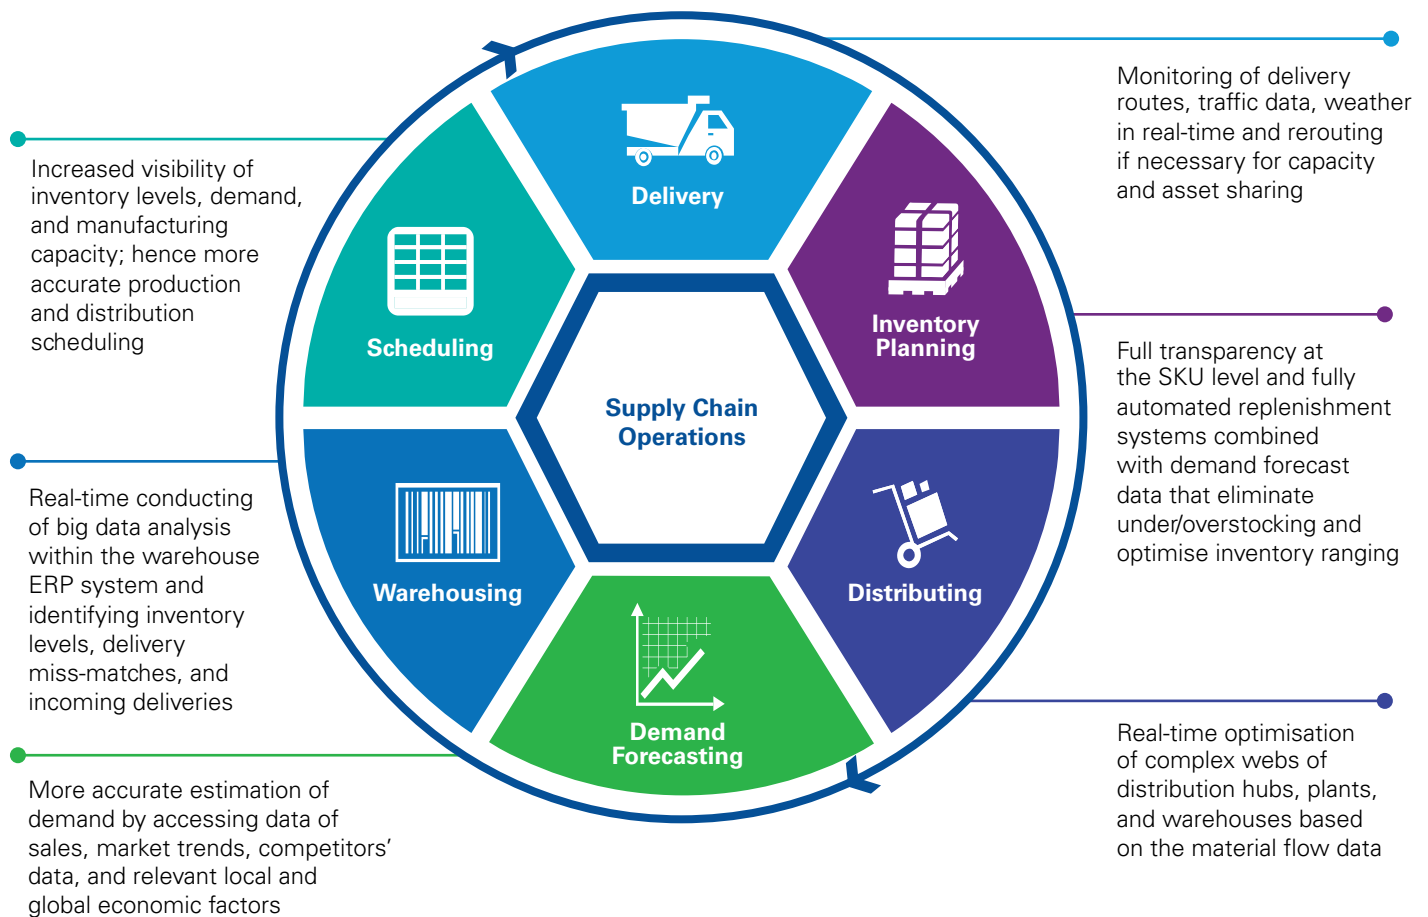 Delivery
Monitoring of delivery
routes, traffic data, weather
in real-time and rerouting
if necessary for capacity
and asset sharing
Inventory
Planning
Full transparency at
the SKU level and fully
automated replenishment
systems combined
with demand forecast
data that eliminate
under/overstocking and
optimise inventory ranging
Distributing
Real-time optimisation
of complex webs of
distribution hubs, plants,
and warehouses based
on the material flow data
Demand
Forecasting
More accurate estimation of
demand by accessing data of
sales, market trends, competitors’
data, and relevant local and
global economic factors
Warehousing
Real-time conducting
of big data analysis
within the warehouse
ERP system and
identifying inventory
levels, delivery
miss-matches, and
incoming deliveries
Scheduling
Increased visibility of
inventory levels, demand,
and manufacturing
capacity; hence more
accurate production
and distribution
scheduling
Supply Chain
Operations